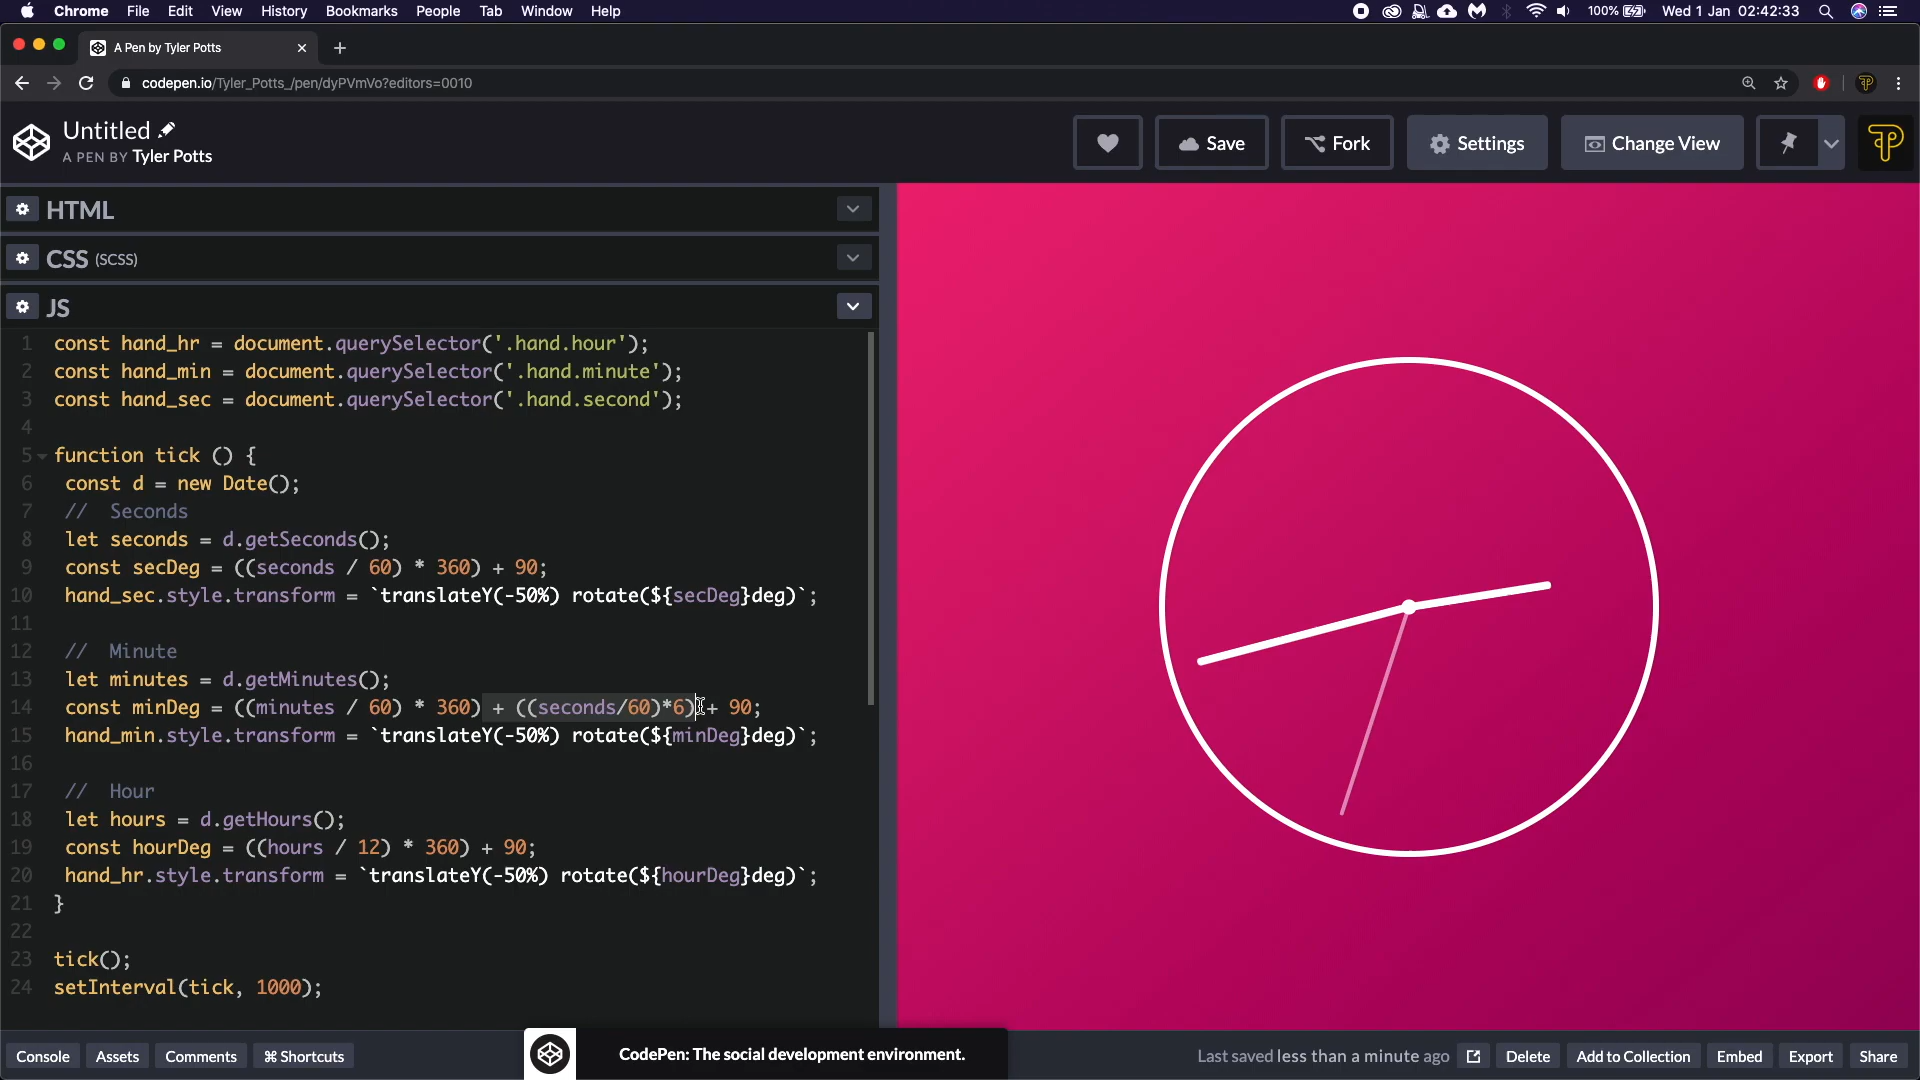 Chrome File Edit View History Bookmarks People Tab Window Help 100% Wed 1 Jan 02:42:33
A Pen by Tyler Potts
codepen.io/Tyler_Potts_/pen/dyPVmVo?editors=0010
Untitled
A PEN BY Tyler Potts
Save Fork Settings Change View
HTML
CSS (SCSS)
JS
1 const hand_hr = document.querySelector('.hand.hour');
2 const hand_min = document.querySelector('.hand.minute');
3 const hand_sec = document.querySelector('.hand.second');
4
5 function tick () {
6 const d = new Date();
7 // Seconds
8 let seconds = d.getSeconds();
9 const secDeg = ((seconds / 60) * 360) + 90;
10 hand_sec.style.transform = `translateY(-50%) rotate(${secDeg}deg)`;
11
12 // Minute
13 let minutes = d.getMinutes();
14 const minDeg = ((minutes / 60) * 360) + ((seconds/60)*6) + 90;
15 hand_min.style.transform = `translateY(-50%) rotate(${minDeg}deg)`;
16
17 // Hour
18 let hours = d.getHours();
19 const hourDeg = ((hours / 12) * 360) + 90;
20 hand_hr.style.transform = `translateY(-50%) rotate(${hourDeg}deg)`;
21 }
22
23 tick();
24 setInterval(tick, 1000);
Console Assets Comments ⌘ Shortcuts
CodePen: The social development environment.
Last saved less than a minute ago Delete Add to Collection Embed Export Share